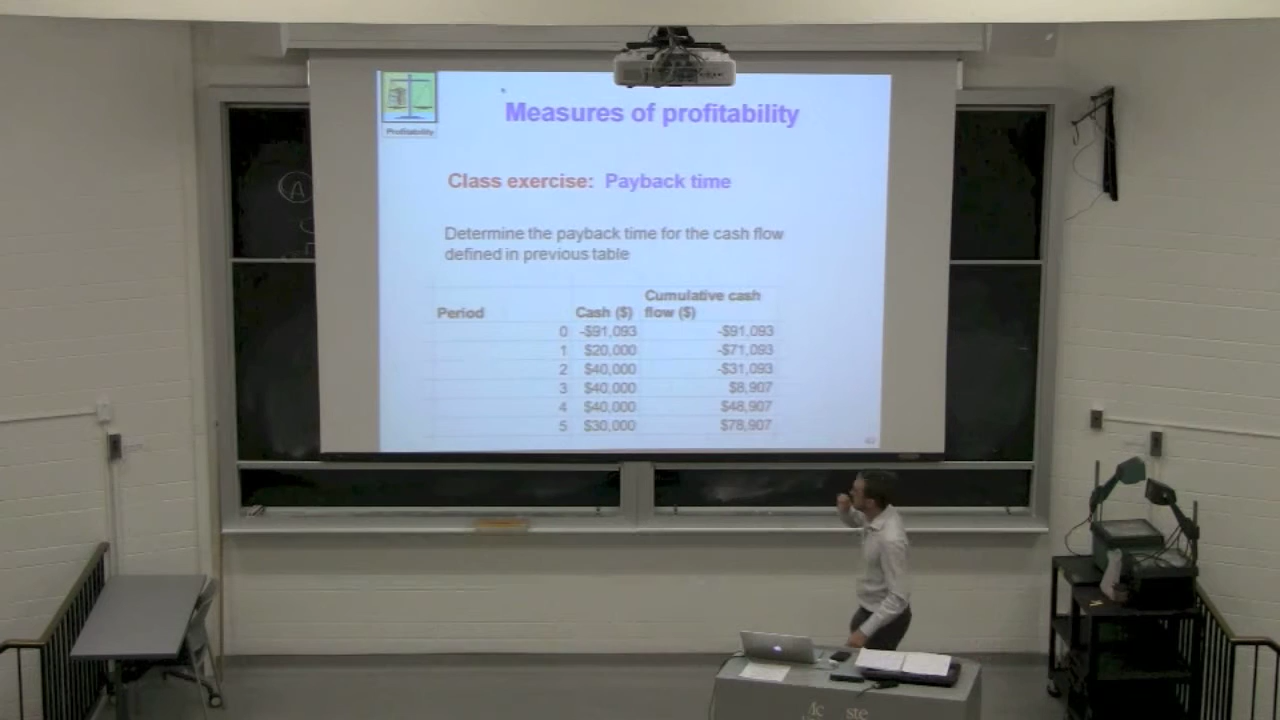 Measures of profitability
Profitability
Class exercise: Payback time
Determine the payback time for the cash flow
defined in previous table
Period Cash ($) Cumulative cash flow ($)
0 -$91,093 -$91,093
1 $20,000 -$71,093
2 $40,000 -$31,093
3 $40,000 $8,907
4 $40,000 $48,907
5 $30,000 $78,907
A